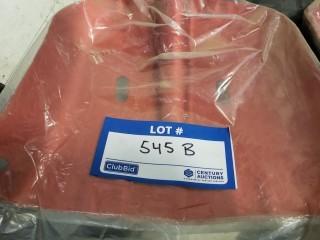 LOT #
545 B
ClubBid
CENTURY
AUCTIONS